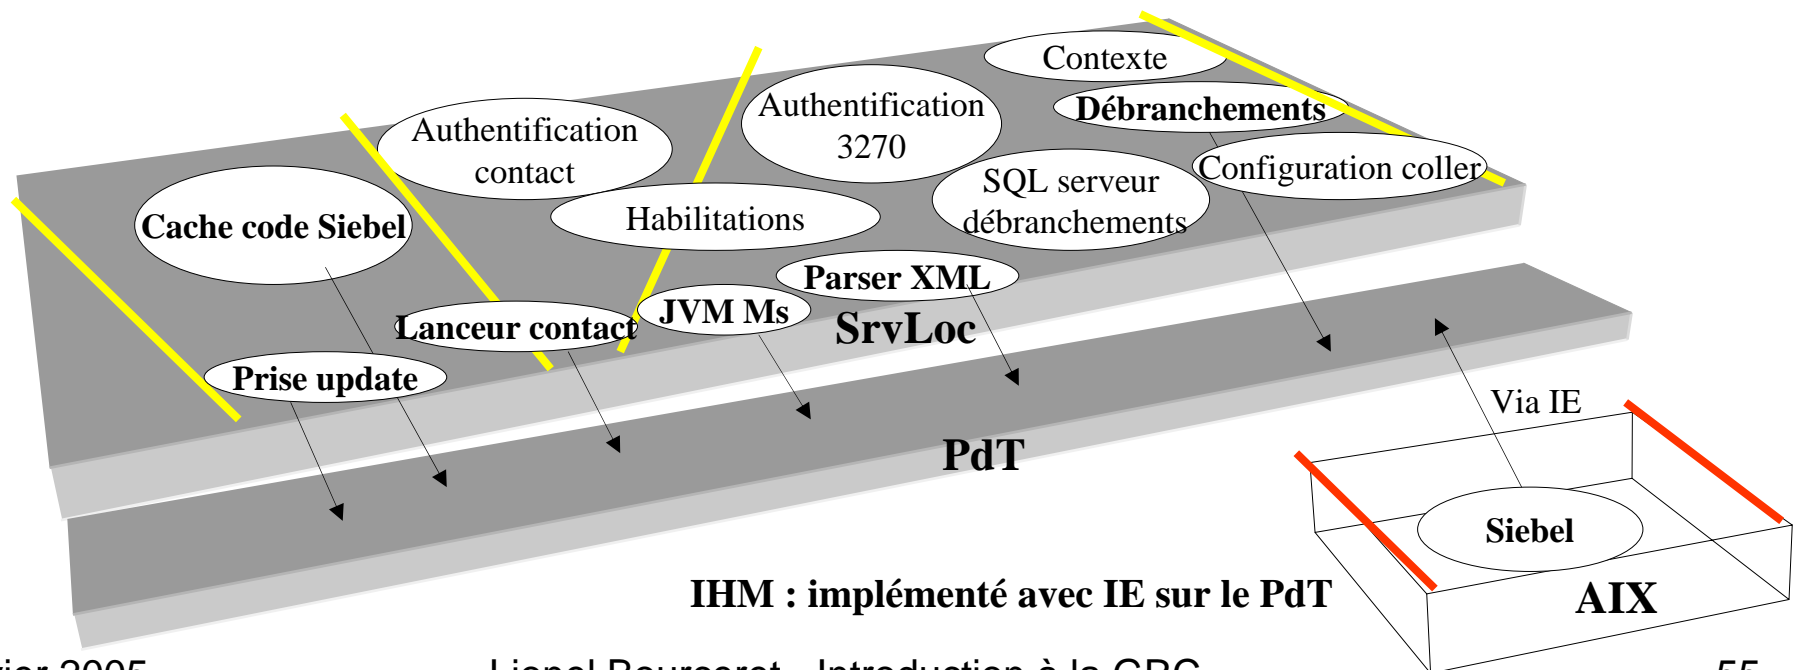 Contexte
Authentification
3270
Débranchements
Authentification
contact
Configuration coller
SQL serveur
débranchements
Habilitations
Cache code Siebel
Parser XML
JVM Ms
Lanceur contact
SrvLoc
Prise update
Via IE
PdT
Siebel
IHM : implémenté avec IE sur le PdT
AIX